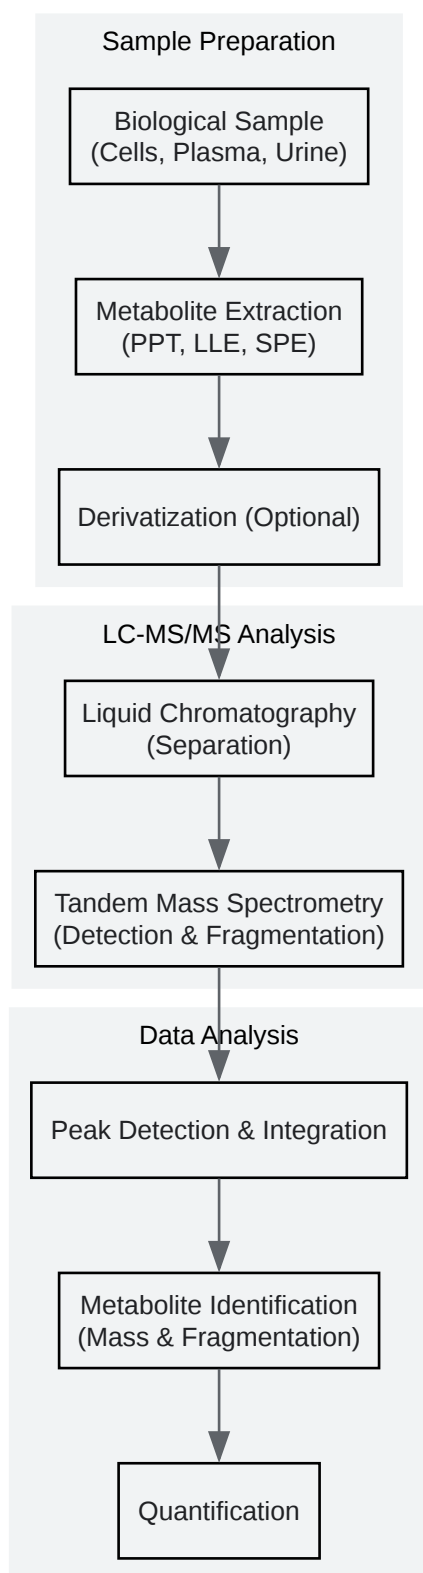 Sample Preparation
Biological Sample
(Cells, Plasma, Urine)
Metabolite Extraction
(PPT, LLE, SPE)
Derivatization (Optional)
LC-MS/MS Analysis
Liquid Chromatography
(Separation)
Tandem Mass Spectrometry
(Detection & Fragmentation)
Data Analysis
Peak Detection & Integration
Metabolite Identification
(Mass & Fragmentation)
Quantification